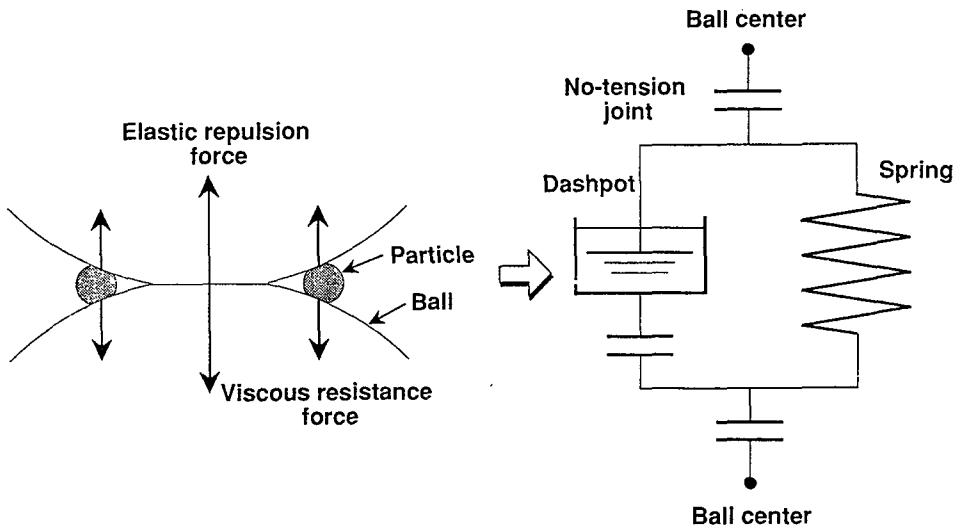 Elastic repulsion
force
Particle
Ball
Viscous resistance
force
Ball center
No-tension
joint
Dashpot
Spring
Ball center